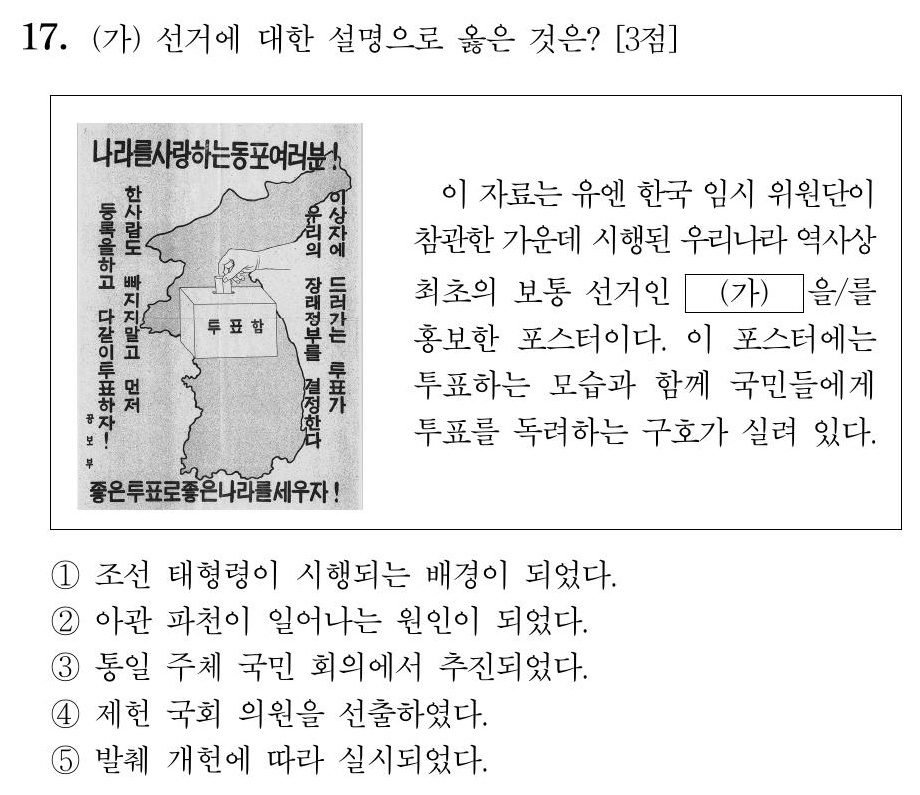 17. (가) 선거에 대한 설명으로 옳은 것은? [3점]
나라를사랑하는동포여러분!
이상자에 드러가는 투표가
우리의 장래정부를 결정한다
투표함
한사람도 빠지지말고 먼저
등록을하고 다같이투표하자!
공보부
좋은투표로좋은나라를세우자!
이 자료는 유엔 한국 임시 위원단이
참관한 가운데 시행된 우리나라 역사상
최초의 보통 선거인 (가) 을/를
홍보한 포스터이다. 이 포스터에는
투표하는 모습과 함께 국민들에게
투표를 독려하는 구호가 실려 있다.
① 조선 태형령이 시행되는 배경이 되었다.
② 아관 파천이 일어나는 원인이 되었다.
③ 통일 주체 국민 회의에서 추진되었다.
④ 제헌 국회 의원을 선출하였다.
⑤ 발췌 개헌에 따라 실시되었다.